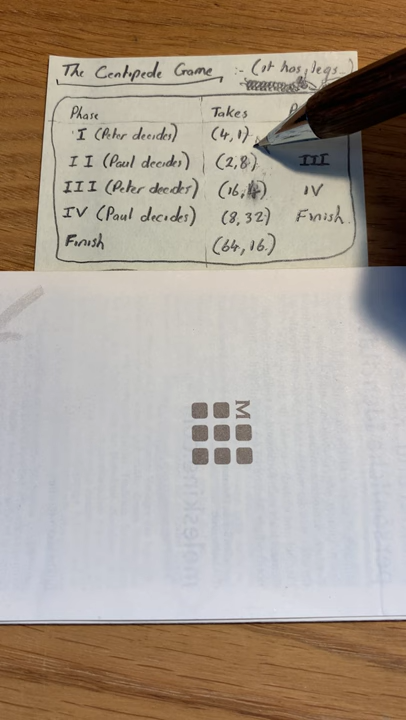 The Centipede Game :- (it has legs)
Phase Takes
I (Peter decides) (4,1)
II (Paul decides) (2,8) III
III (Peter decides) (16,4) IV
IV (Paul decides) (8,32) Finish
Finish (64,16)
M
moleskine